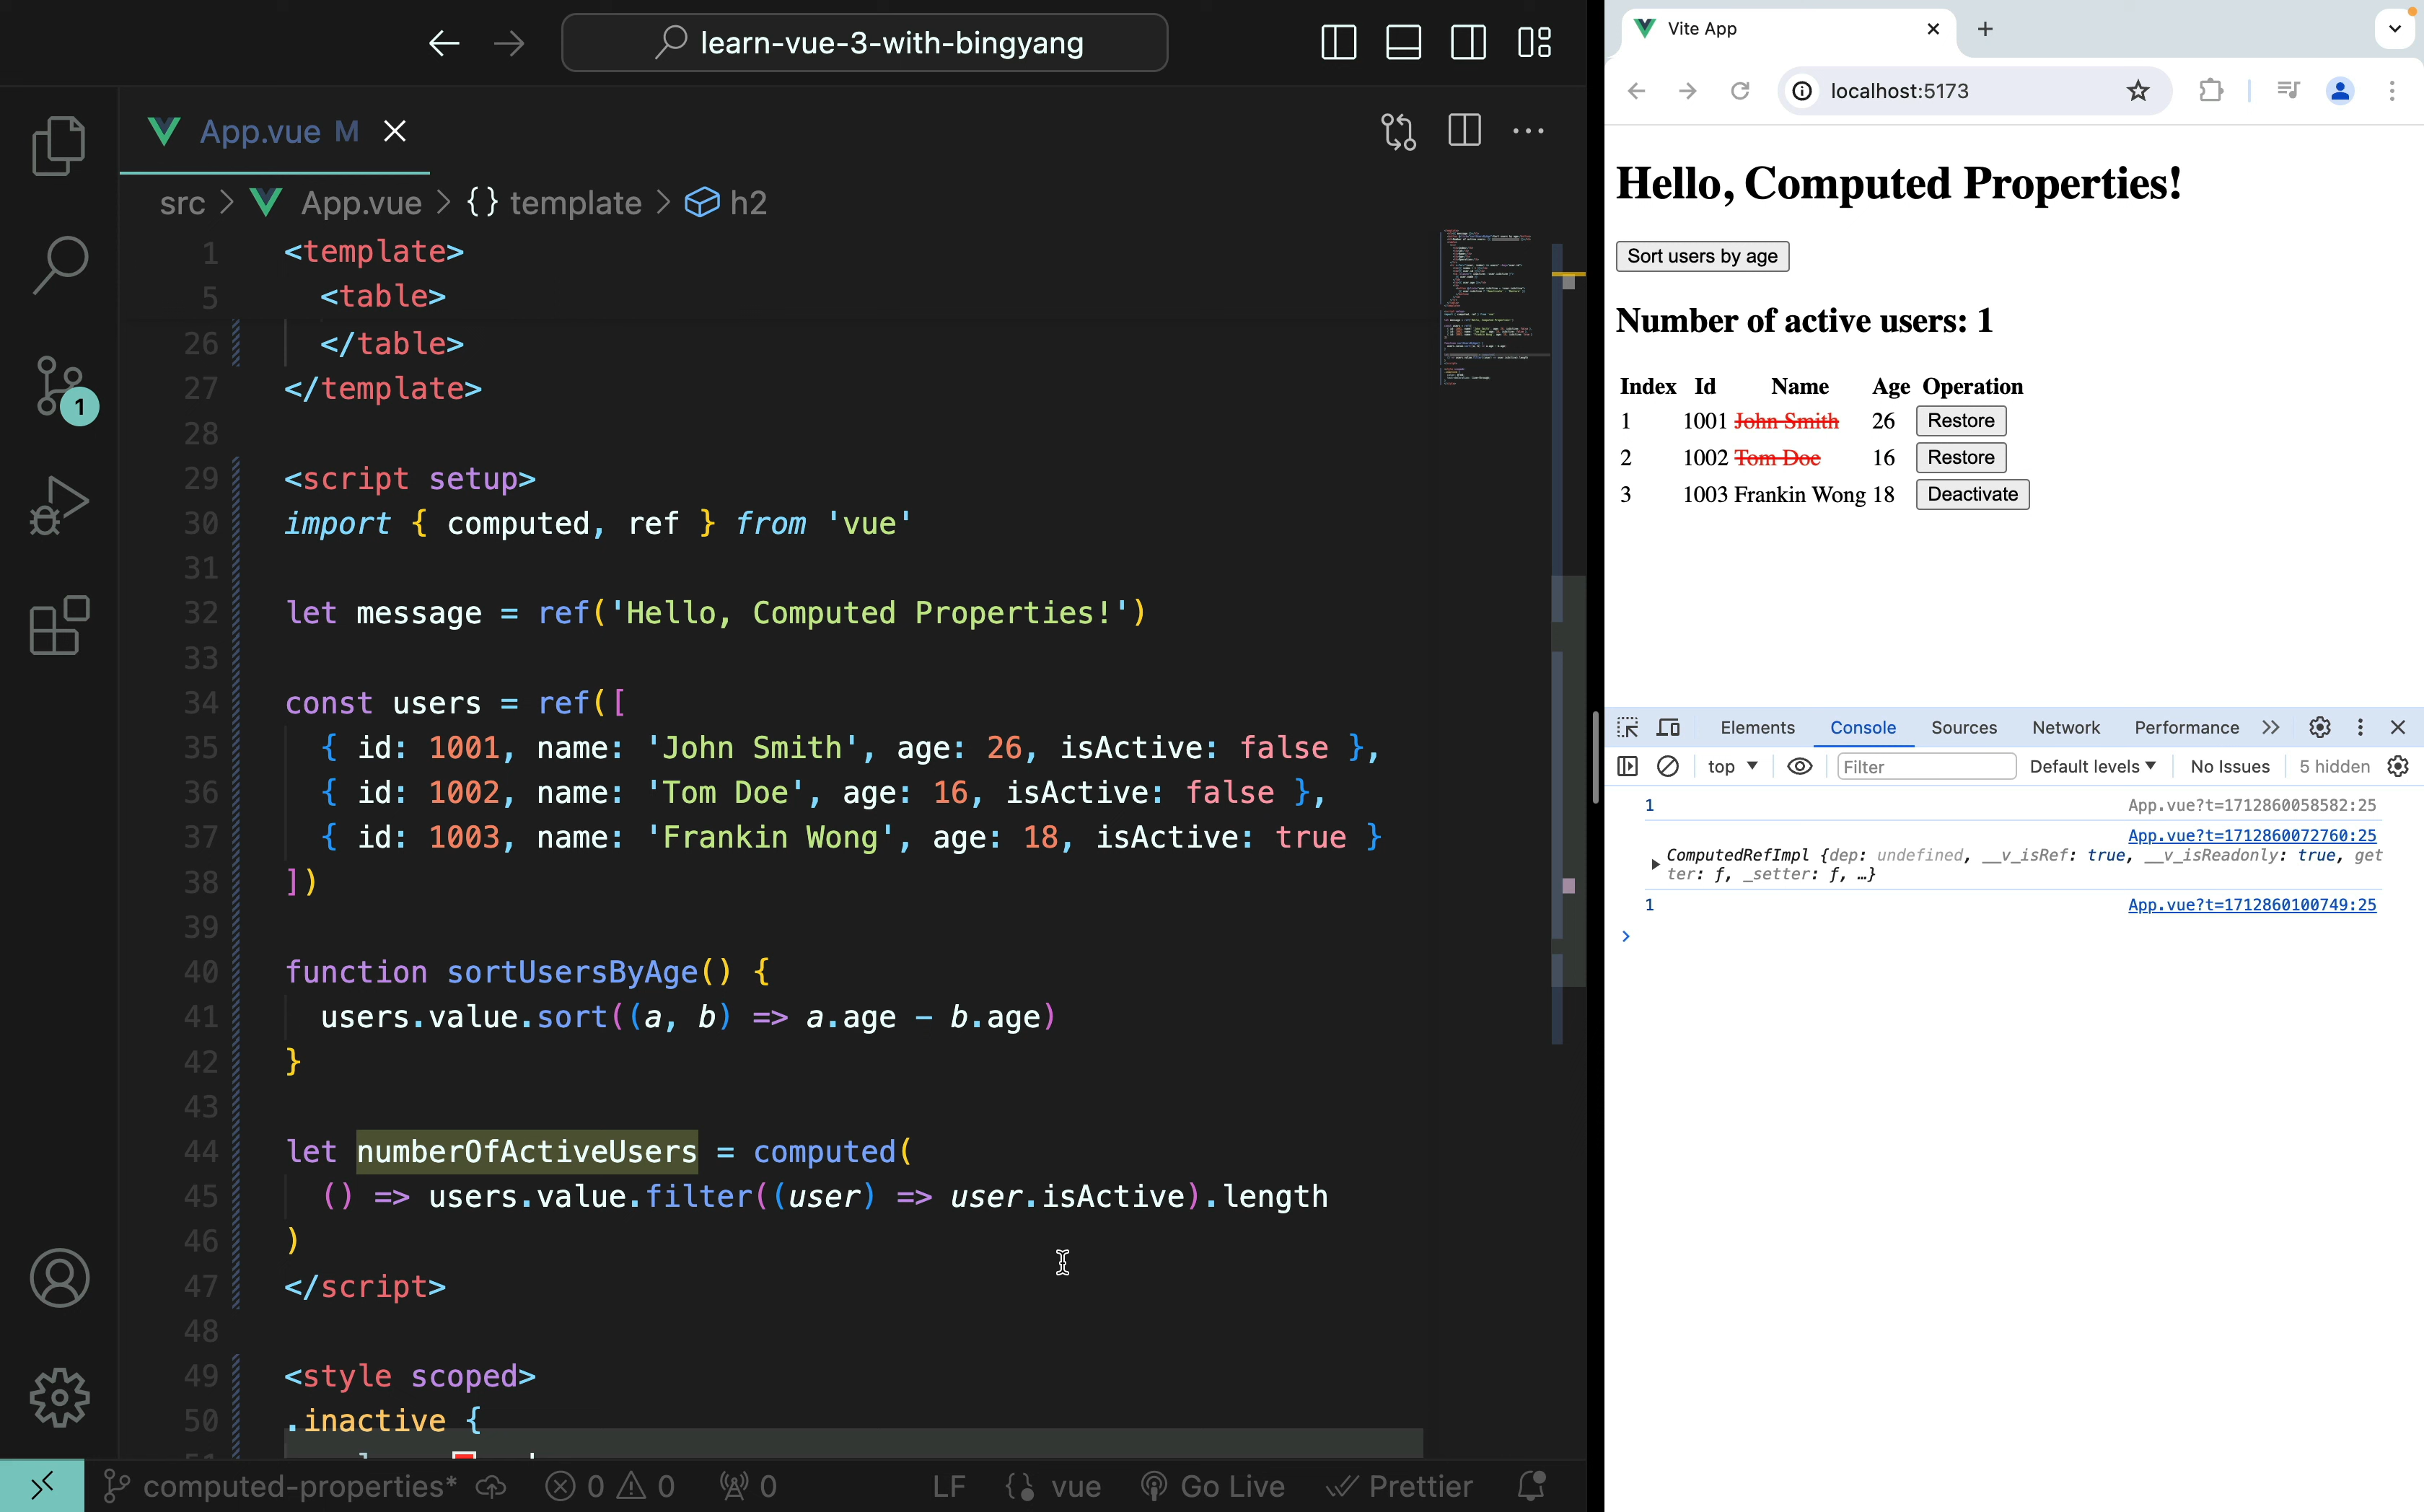 learn-vue-3-with-bingyang
App.vue M
src > App.vue > {} template > h2
1 <template>
5 <table>
26 </table>
27 </template>
28
29 <script setup>
30 import { computed, ref } from 'vue'
31
32 let message = ref('Hello, Computed Properties!')
33
34 const users = ref([
35 { id: 1001, name: 'John Smith', age: 26, isActive: false },
36 { id: 1002, name: 'Tom Doe', age: 16, isActive: false },
37 { id: 1003, name: 'Frankin Wong', age: 18, isActive: true }
38 ])
39
40 function sortUsersByAge() {
41 users.value.sort((a, b) => a.age - b.age)
42 }
43
44 let numberOfActiveUsers = computed(
45 () => users.value.filter((user) => user.isActive).length
46 )
47 </script>
48
49 <style scoped>
50 .inactive {
1
computed-properties* 0 0 0 LF {} vue Go Live Prettier
Vite App
localhost:5173
Hello, Computed Properties!
Sort users by age
Number of active users: 1
Index Id Name Age Operation
1 1001 John Smith 26 Restore
2 1002 Tom Doe 16 Restore
3 1003 Frankin Wong 18 Deactivate
Elements Console Sources Network Performance
top Filter Default levels No Issues 5 hidden
1 App.vue?t=1712860058582:25
App.vue?t=1712860072760:25
ComputedRefImpl {dep: undefined, __v_isRef: true, __v_isReadonly: true, get
ter: f, _setter: f, …}
1 App.vue?t=1712860100749:25